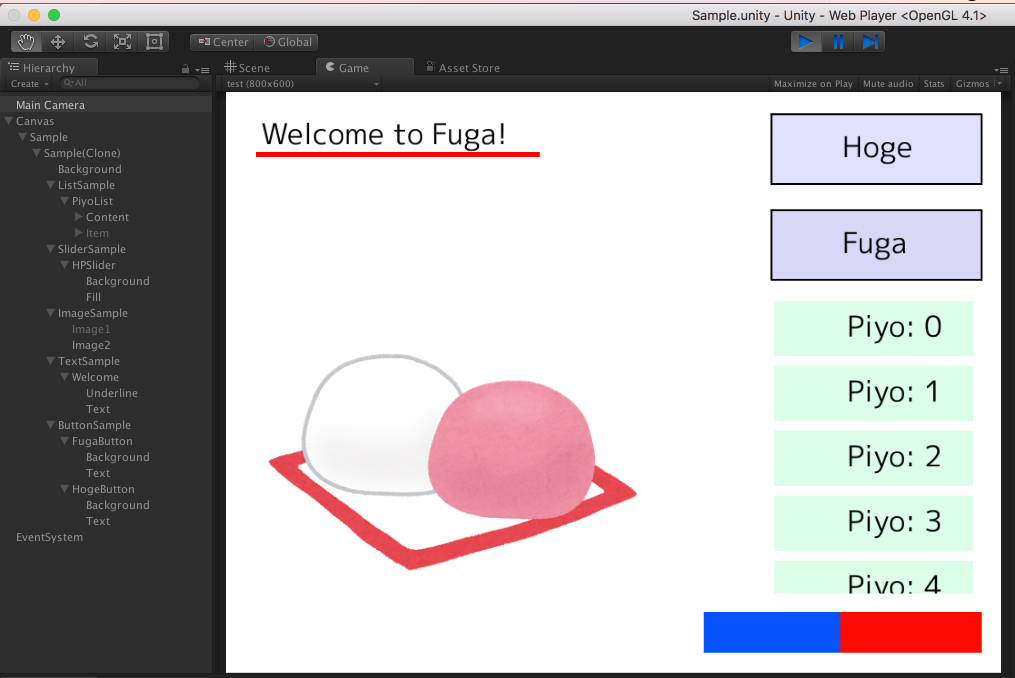 Sample.unity - Unity - Web Player <OpenGL 4.1>
Center
Global
Hierarchy
Scene
Game
Asset Store
Create
All
test (800x600)
Maximize on Play
Mute audio
Stats
Gizmos
Main Camera
Canvas
Sample
Sample(Clone)
Background
ListSample
PiyoList
Content
Item
SliderSample
HPSlider
Background
Fill
ImageSample
Image1
Image2
TextSample
Welcome
Underline
Text
ButtonSample
FugaButton
Background
Text
HogeButton
Background
Text
EventSystem
Welcome to Fuga!
Hoge
Fuga
Piyo: 0
Piyo: 1
Piyo: 2
Piyo: 3
Piyo: 4